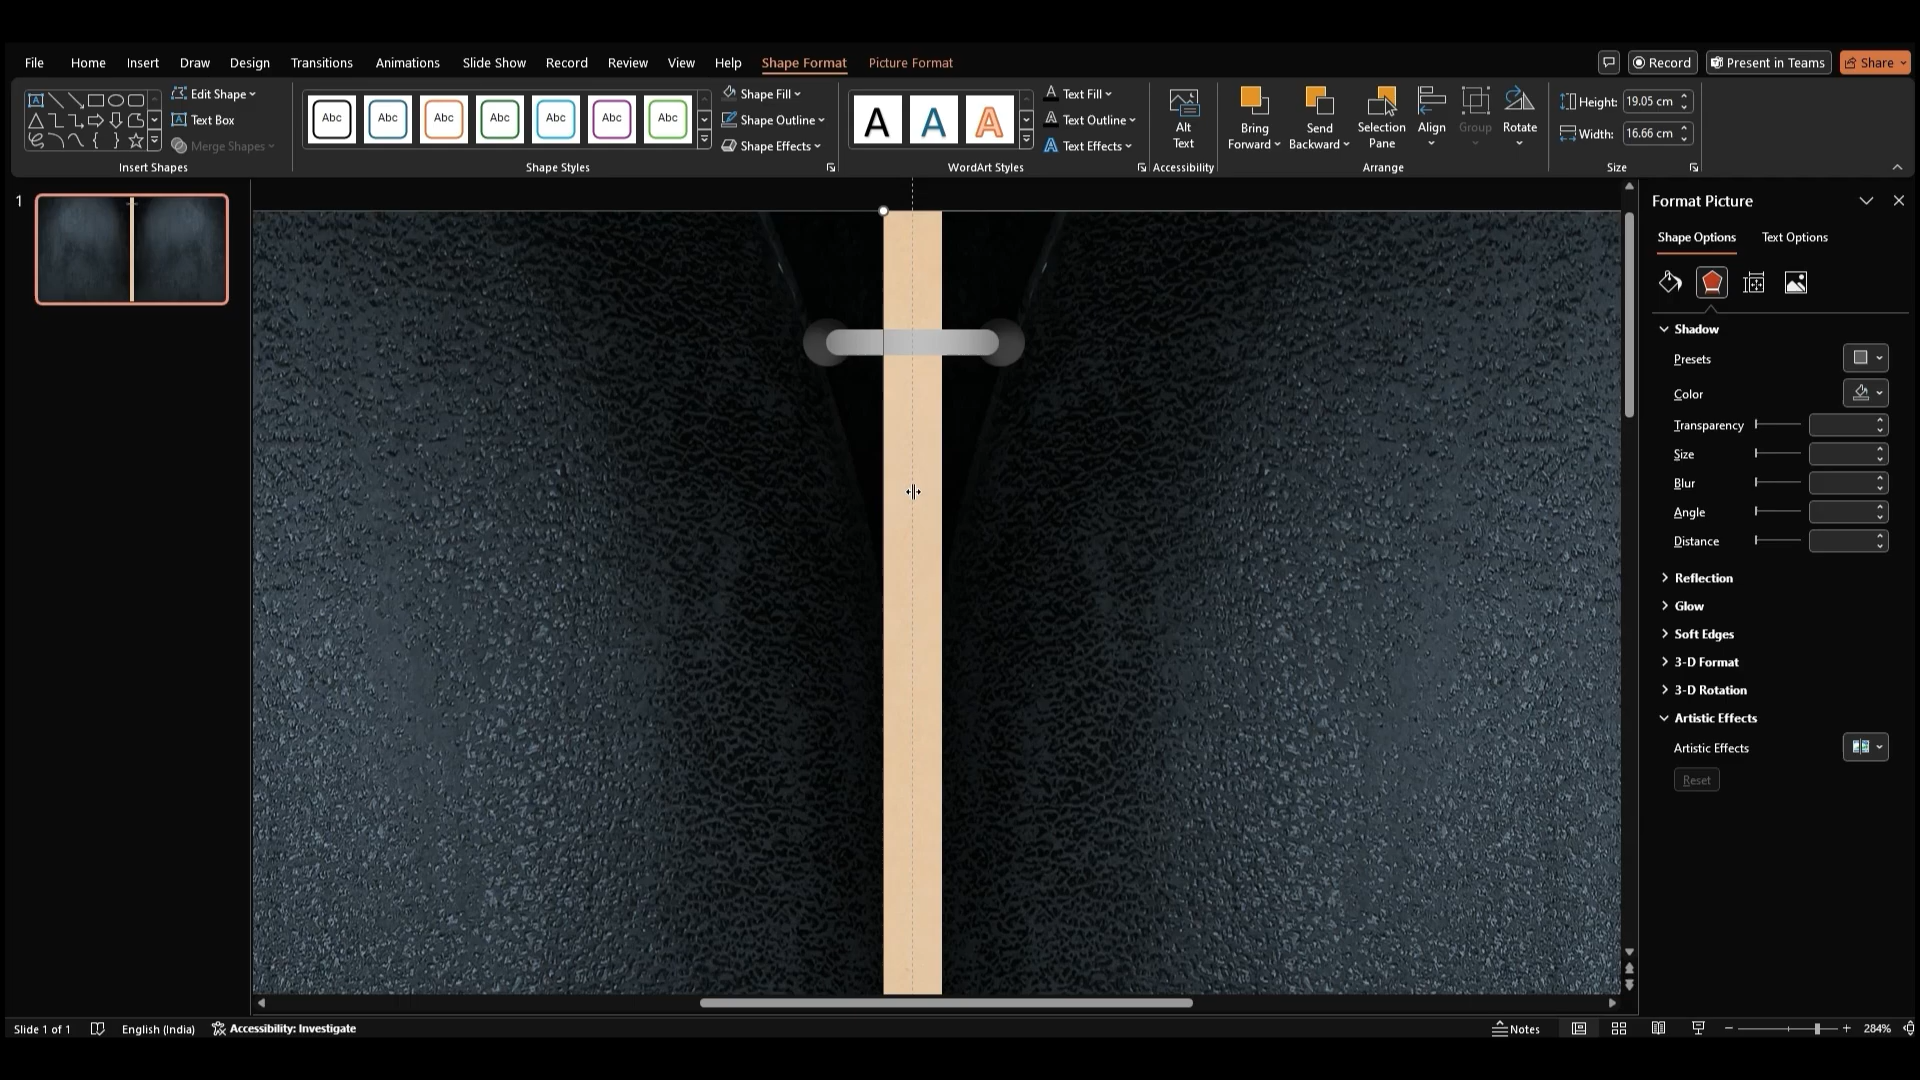 File Home Insert Draw Design Transitions Animations Slide Show Record Review View Help Shape Format Picture Format Record Present in Teams Share
Edit Shape
Text Box
Merge Shapes
Insert Shapes
Abc Abc Abc Abc Abc Abc Abc
Shape Fill
Shape Outline
Shape Effects
Shape Styles
A A A
Text Fill
Text Outline
Text Effects
WordArt Styles
Alt
Text
Accessibility
Bring
Forward
Send
Backward
Selection
Pane
Align
Group
Rotate
Arrange
Height: 19.05 cm
Width: 16.66 cm
Size
1
Format Picture
Shape Options Text Options
Shadow
Presets
Color
Transparency
Size
Blur
Angle
Distance
Reflection
Glow
Soft Edges
3-D Format
3-D Rotation
Artistic Effects
Artistic Effects
Reset
Slide 1 of 1 English (India) Accessibility: Investigate Notes 284%